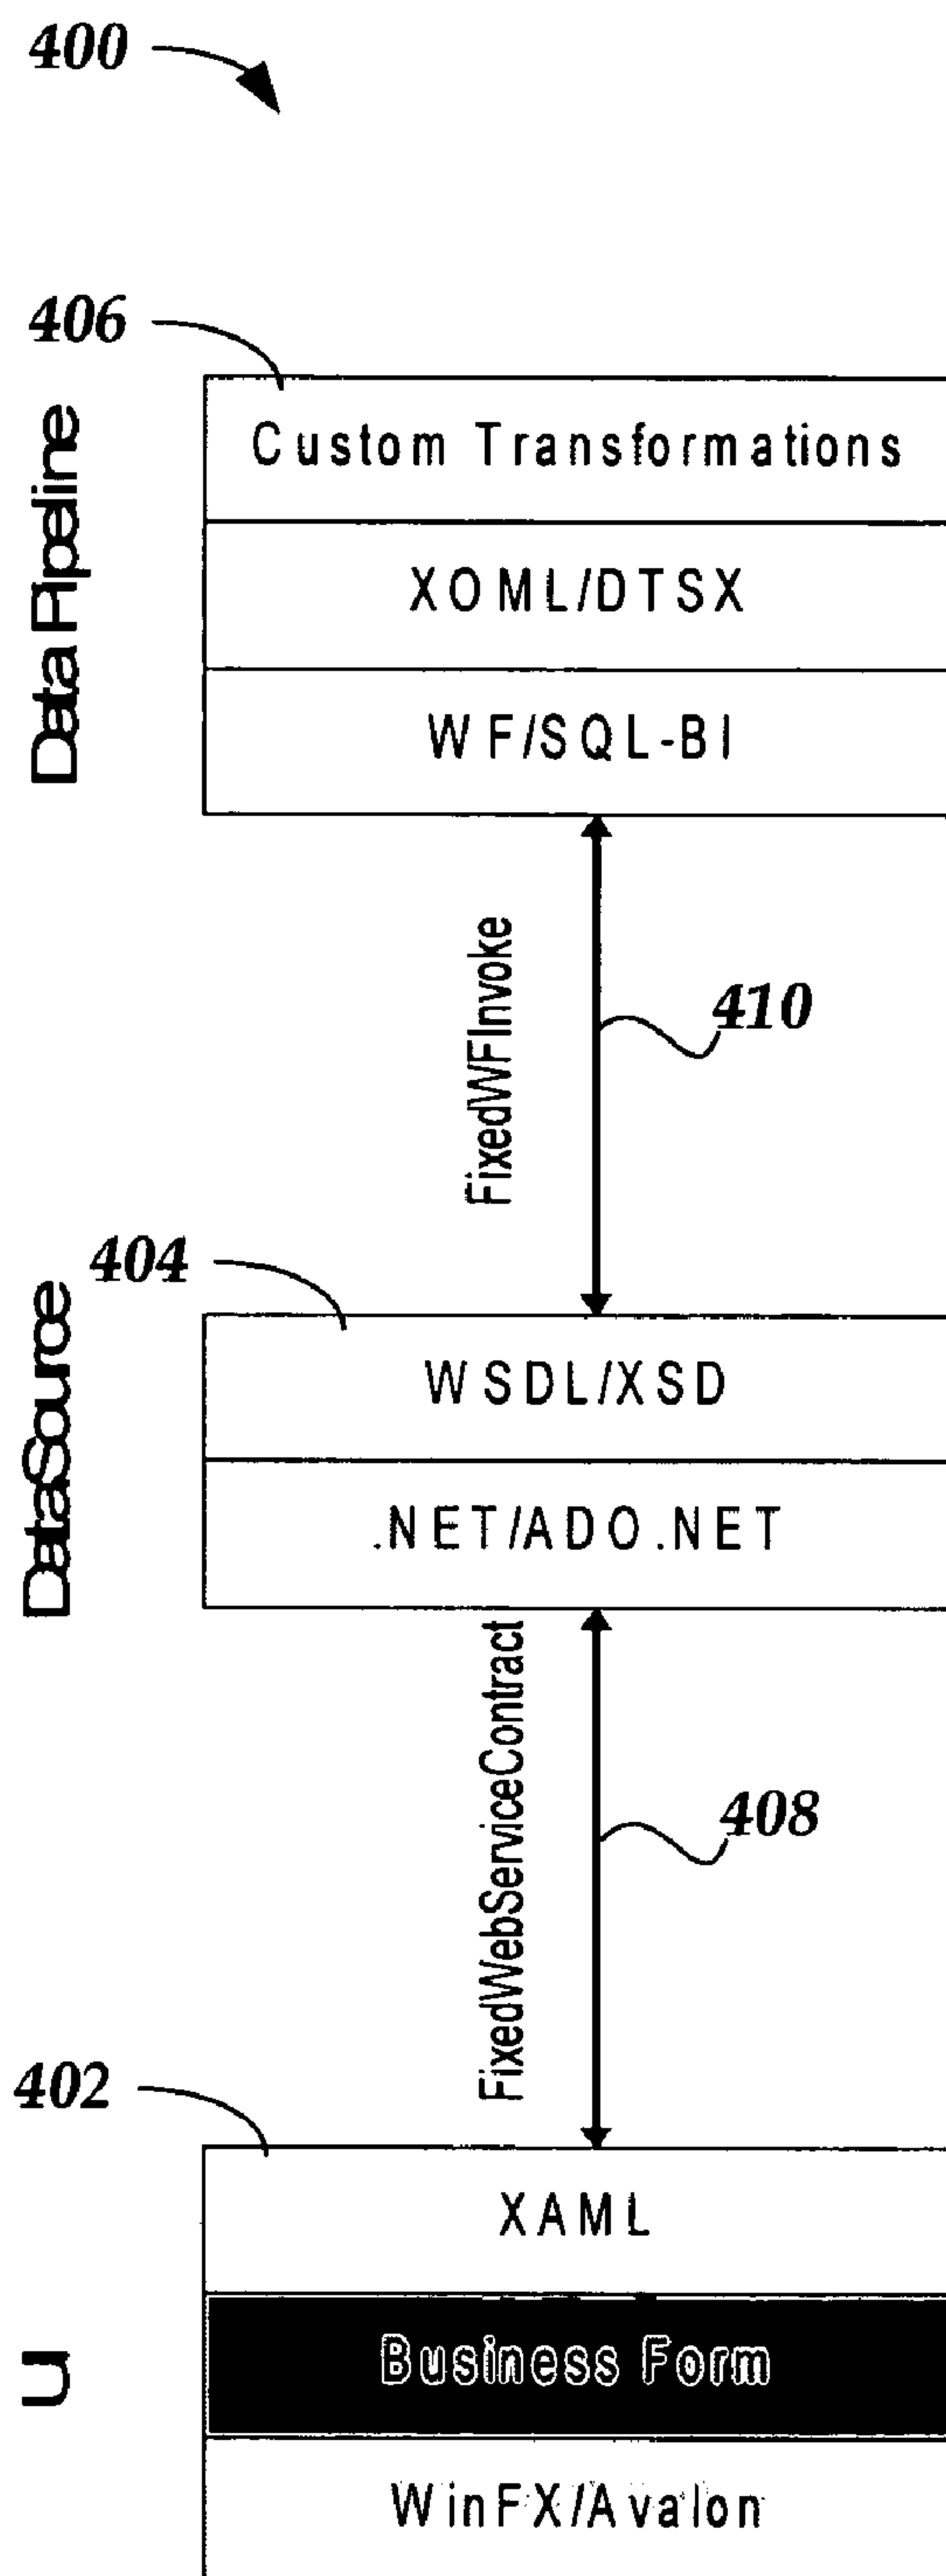 400
406
Data Pipeline
Custom Transformations
XOML/DTSX
WF/SQL-BI
FixedWFInvoke
410
404
DataSource
WSDL/XSD
.NET/ADO.NET
FixedWebServiceContract
408
402
U
XAML
Business Form
WinFX/Avalon